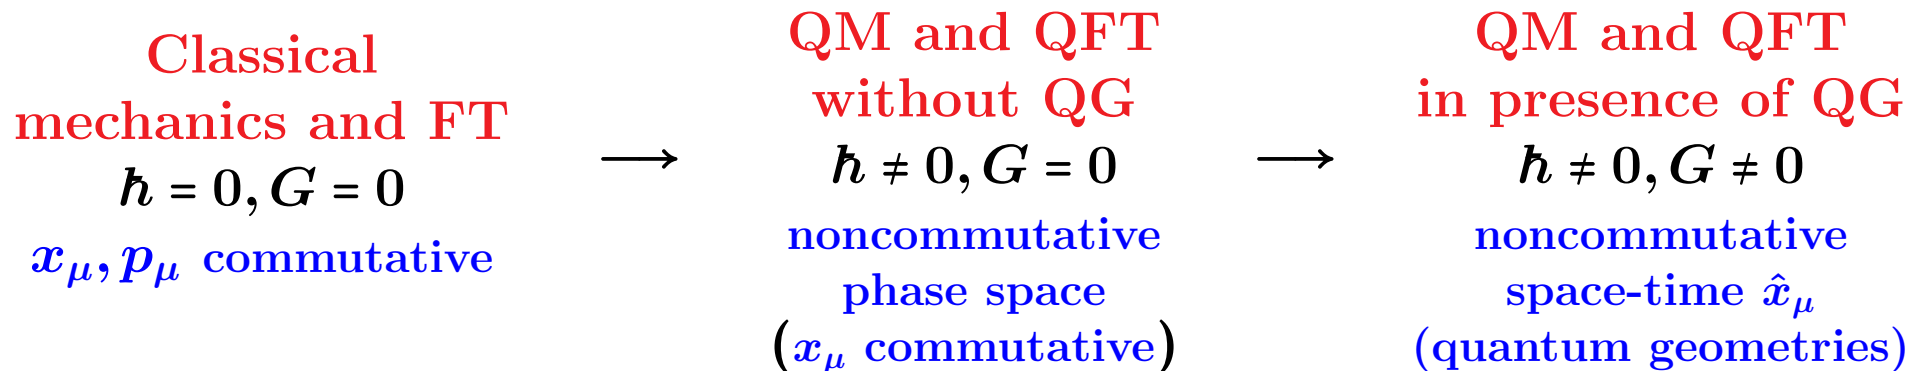 Classical
mechanics and FT
ℏ = 0, G = 0
x_μ, p_μ commutative
⟶
QM and QFT
without QG
ℏ ≠ 0, G = 0
noncommutative
phase space
(x_μ commutative)
⟶
QM and QFT
in presence of QG
ℏ ≠ 0, G ≠ 0
noncommutative
space-time x̂_μ
(quantum geometries)